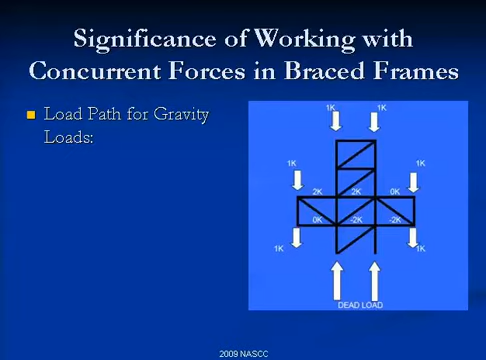 Significance of Working with
Concurrent Forces in Braced Frames
Load Path for Gravity
Loads:
1K 1K
1K 1K
2K 2K 0K
0K -2K -2K
1K 1K
DEAD LOAD
2009 NASCC